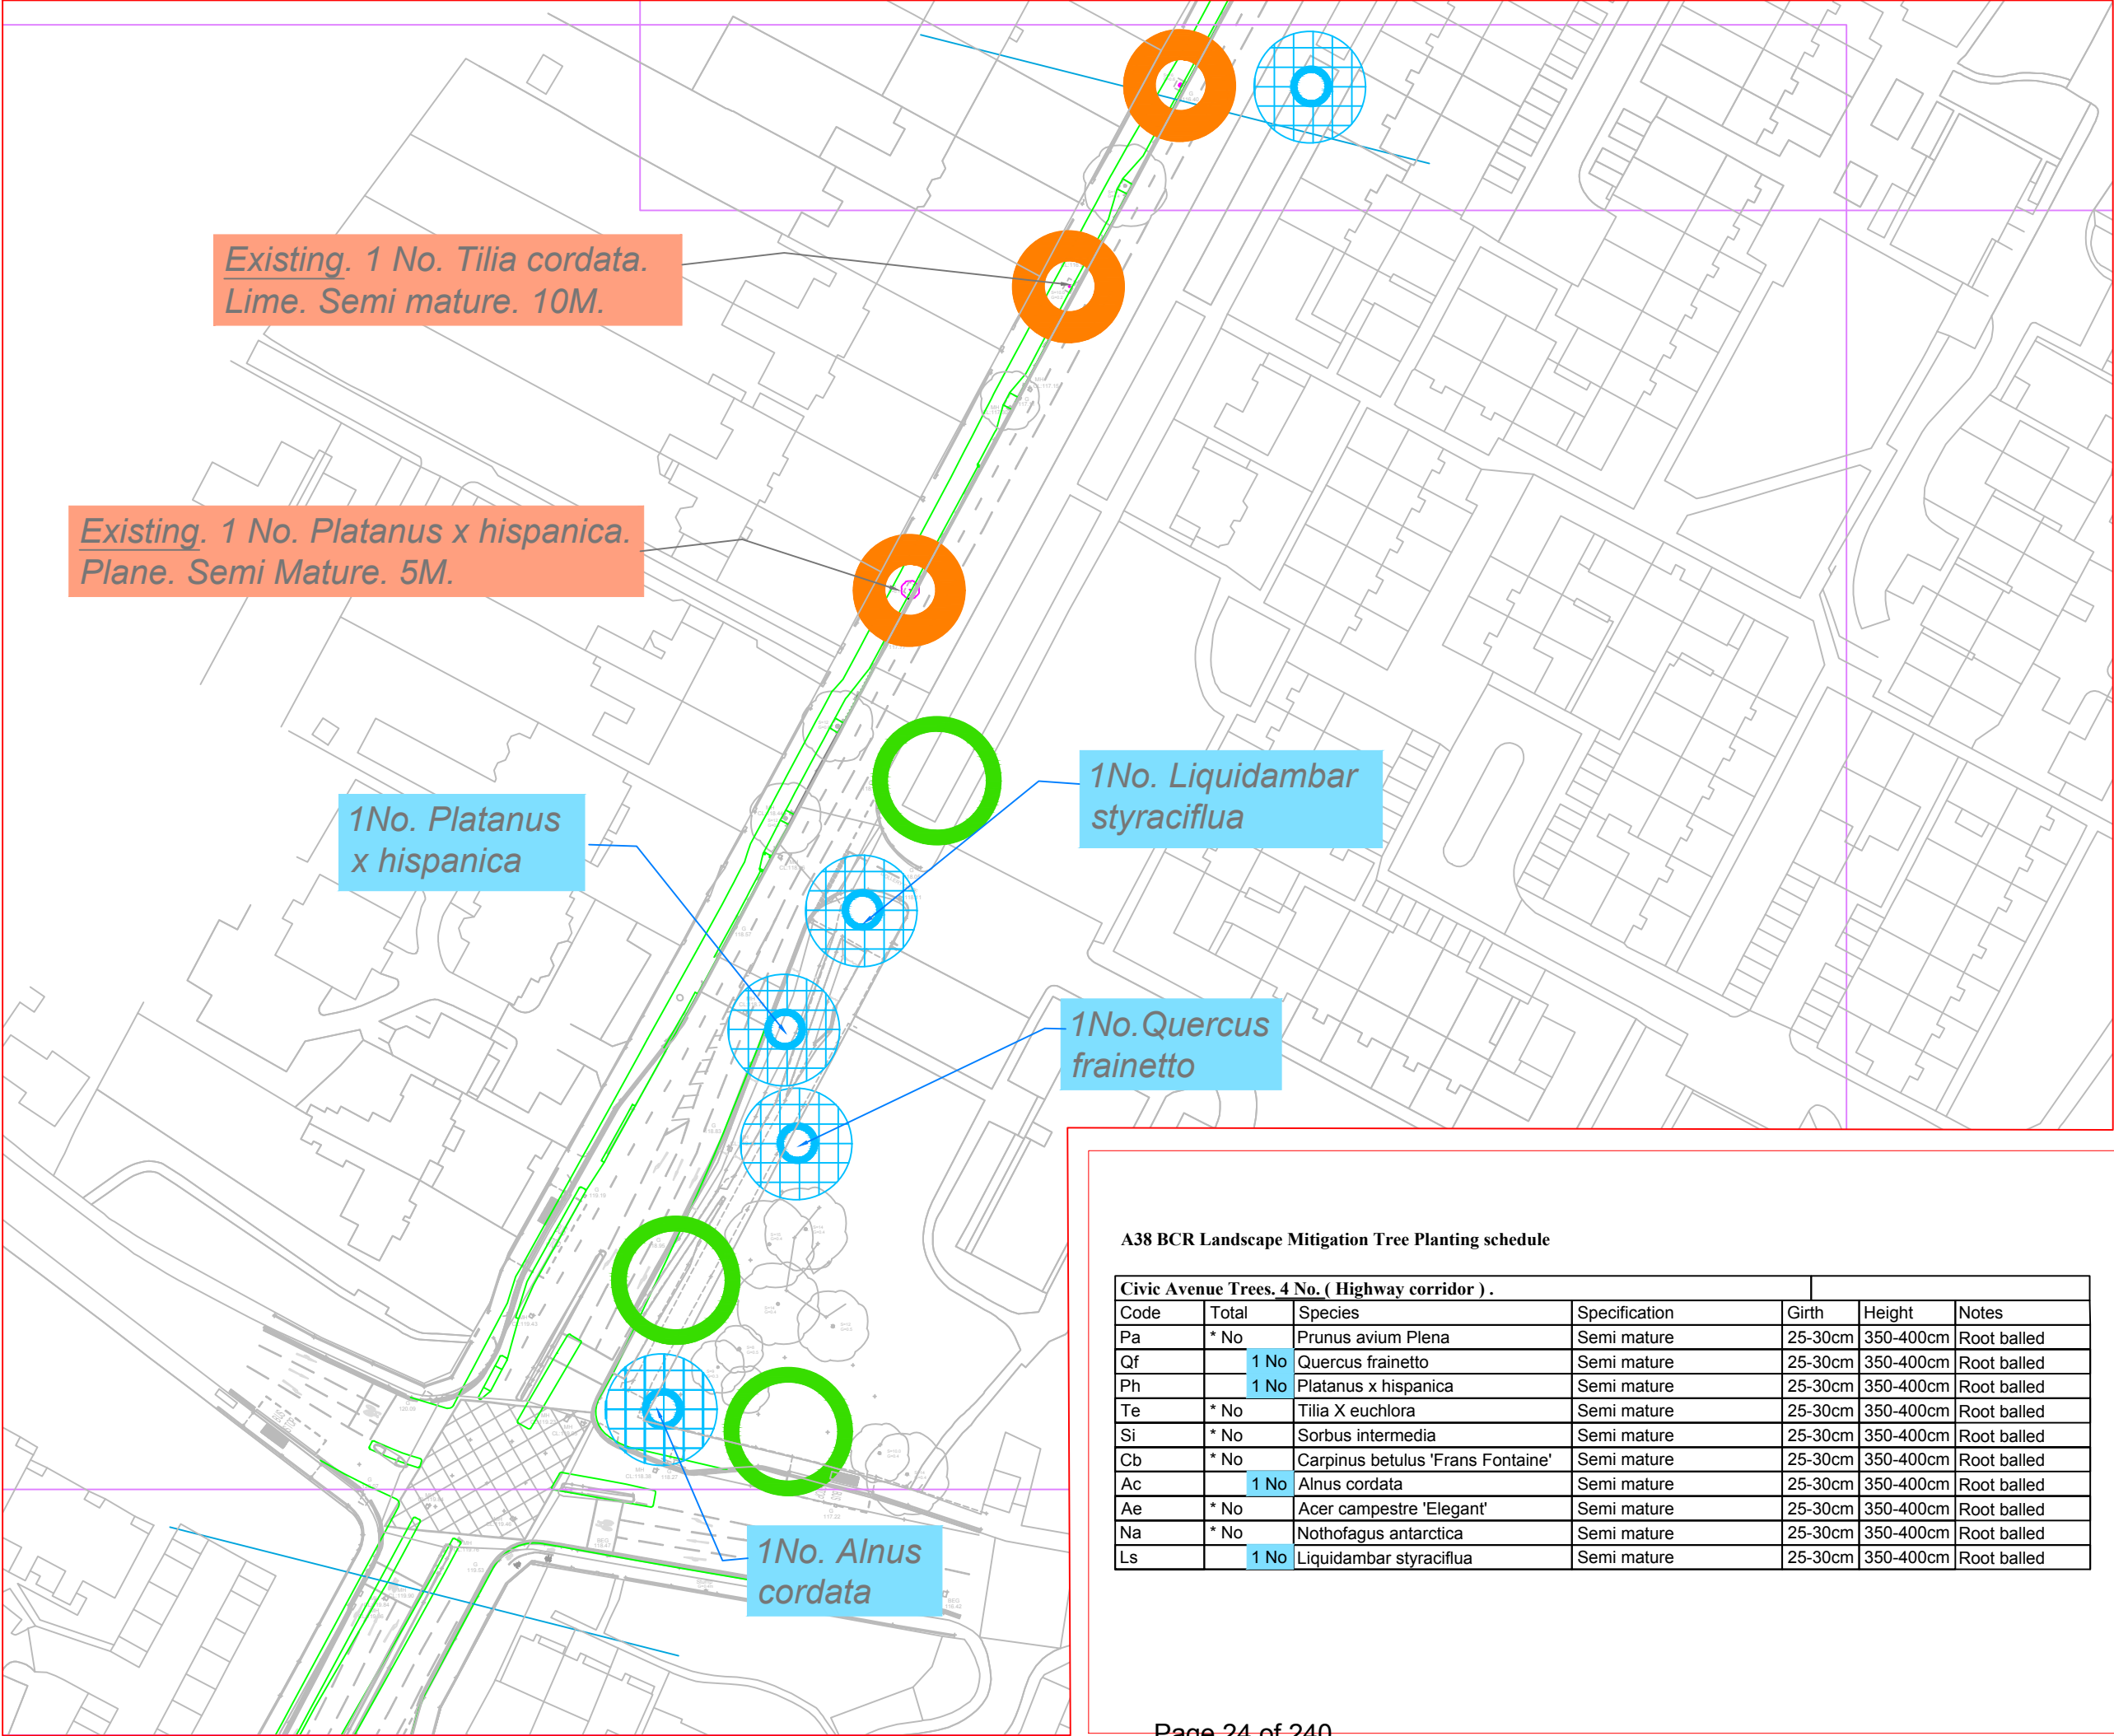 Existing. 1 No. Tilia cordata.
Lime. Semi mature. 10M.
Existing. 1 No. Platanus x hispanica.
Plane. Semi Mature. 5M.
1No. Liquidambar
styraciflua
1No. Platanus
x hispanica
1No.Quercus
frainetto
1No. Alnus
cordata
A38 BCR Landscape Mitigation Tree Planting schedule
Civic Avenue Trees. 4 No. ( Highway corridor ) .
Code Total Species Specification Girth Height Notes
Pa * No Prunus avium Plena Semi mature 25-30cm 350-400cm Root balled
Qf 1 No Quercus frainetto Semi mature 25-30cm 350-400cm Root balled
Ph 1 No Platanus x hispanica Semi mature 25-30cm 350-400cm Root balled
Te * No Tilia X euchlora Semi mature 25-30cm 350-400cm Root balled
Si * No Sorbus intermedia Semi mature 25-30cm 350-400cm Root balled
Cb * No Carpinus betulus 'Frans Fontaine' Semi mature 25-30cm 350-400cm Root balled
Ac 1 No Alnus cordata Semi mature 25-30cm 350-400cm Root balled
Ae * No Acer campestre 'Elegant' Semi mature 25-30cm 350-400cm Root balled
Na * No Nothofagus antarctica Semi mature 25-30cm 350-400cm Root balled
Ls 1 No Liquidambar styraciflua Semi mature 25-30cm 350-400cm Root balled
Page 24 of 240